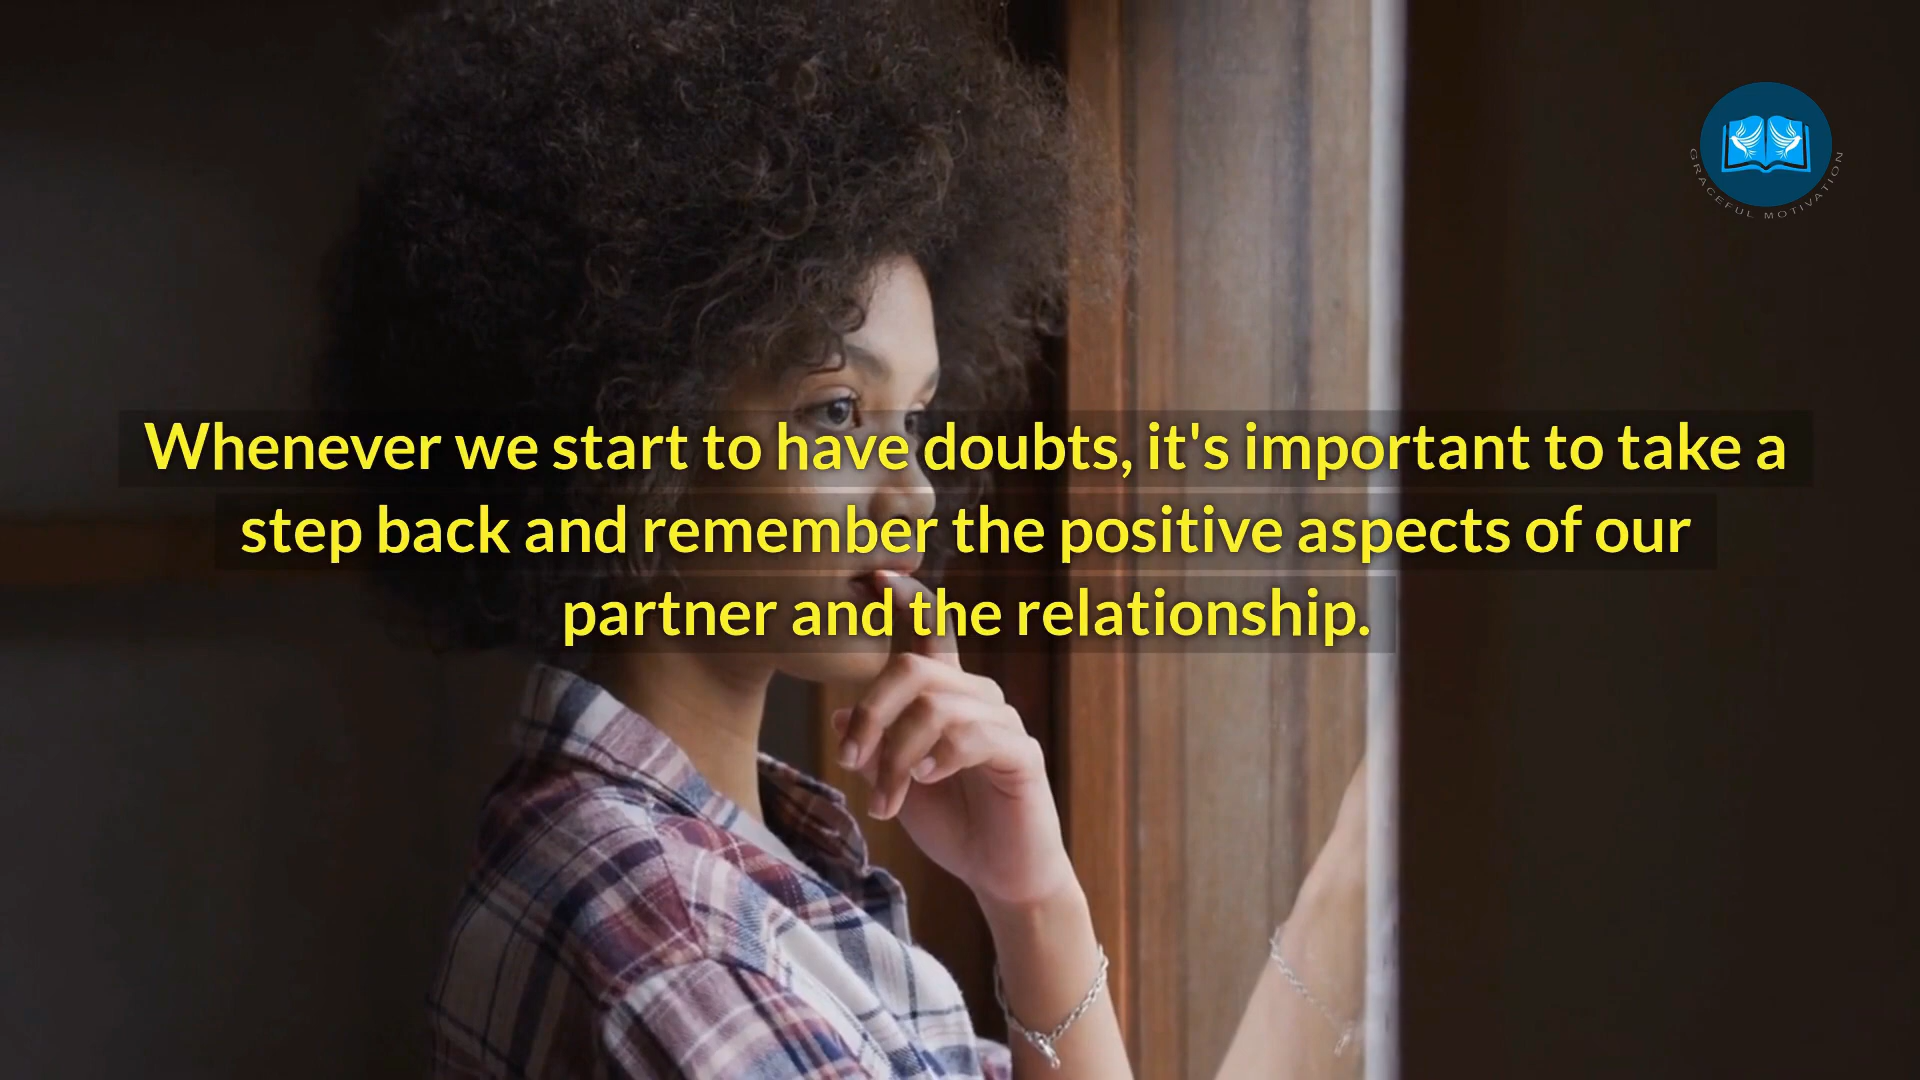 GRACEFUL MOTIVATION
Whenever we start to have doubts, it's important to take a
step back and remember the positive aspects of our
partner and the relationship.